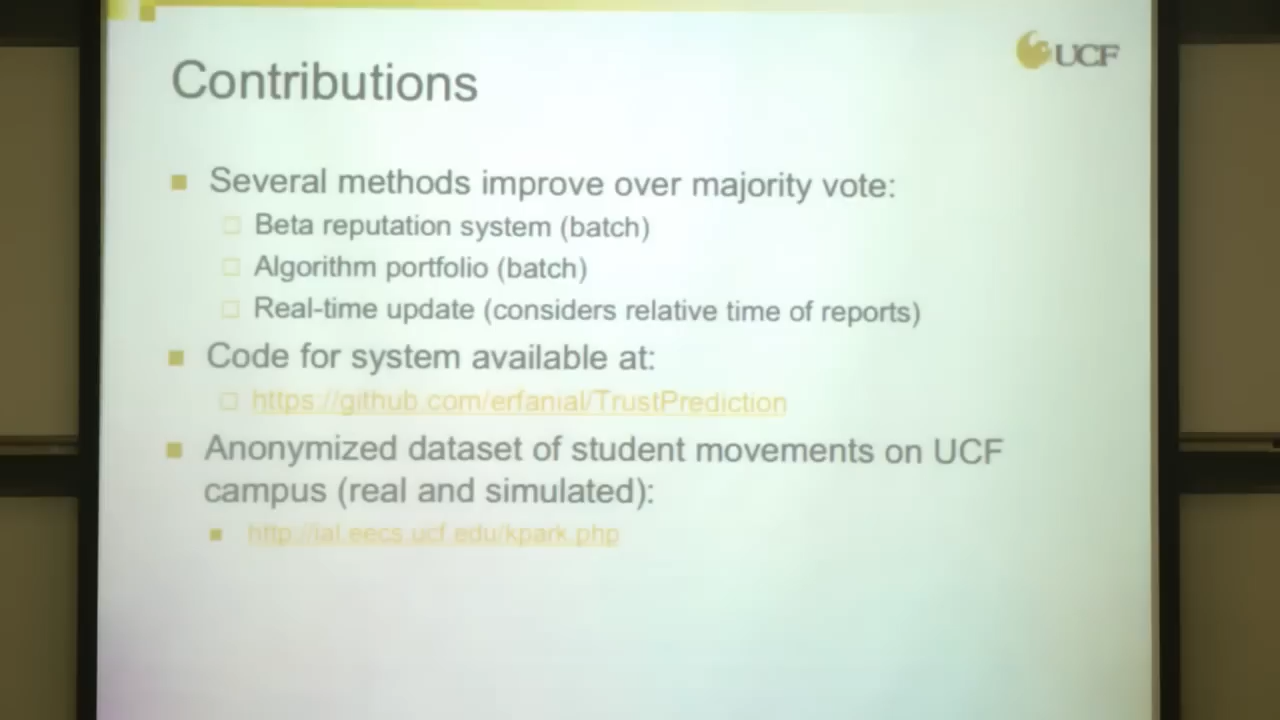 UCF
Contributions
Several methods improve over majority vote:
Beta reputation system (batch)
Algorithm portfolio (batch)
Real-time update (considers relative time of reports)
Code for system available at:
https://github.com/erfanial/TrustPrediction
Anonymized dataset of student movements on UCF
campus (real and simulated):
http://ial.eecs.ucf.edu/kpark.php